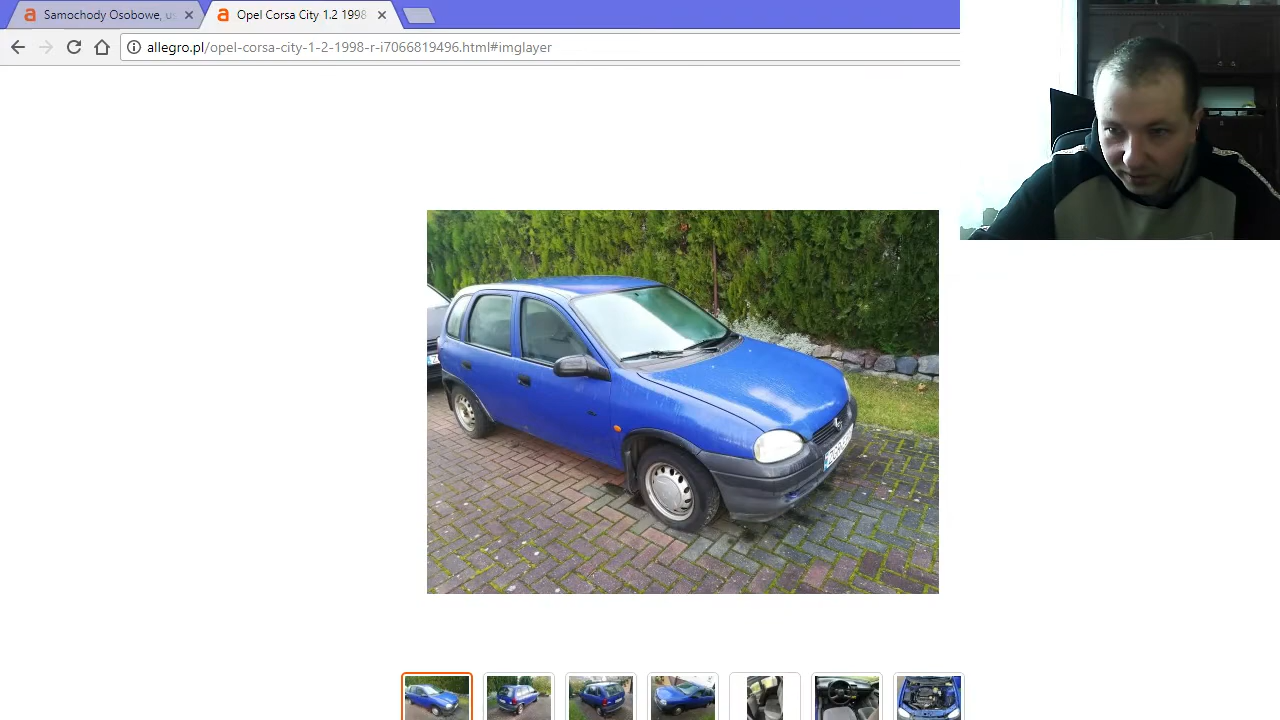 Samochody Osobowe, us
Opel Corsa City 1.2 1998
allegro.pl/opel-corsa-city-1-2-1998-r-i7066819496.html#imglayer